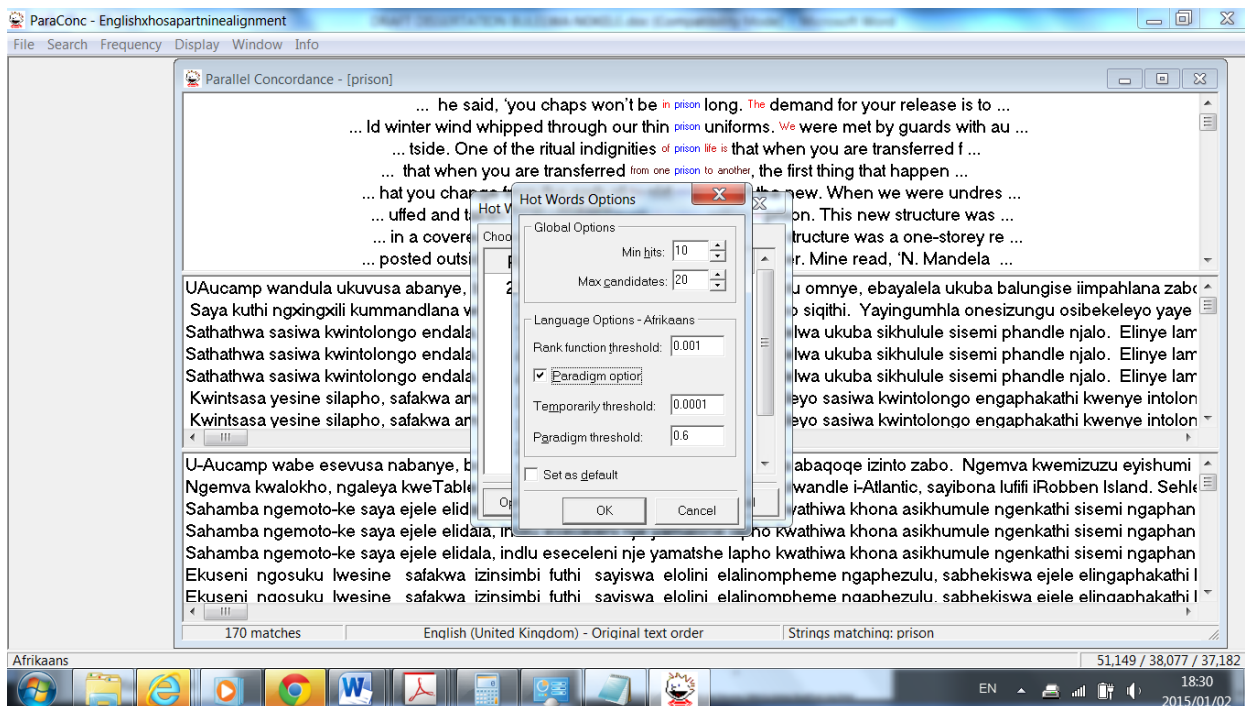 ParaConc - Englishxhosapartninealignment
File Search Frequency Display Window Info
Parallel Concordance - [prison]
... he said, 'you chaps won't be in prison long. The demand for your release is to ...
... ld winter wind whipped through our thin prison uniforms. We were met by guards with au ...
... tside. One of the ritual indignities of prison life is that when you are transferred f ...
... that when you are transferred from one prison to another, the first thing that happen ...
... hat you change the new. When we were undres ...
... uffed and on. This new structure was ...
... in a covere tructure was a one-storey re ...
... posted outsi r. Mine read, 'N. Mandela ...
UAucamp wandula ukuvusa abanye, u omnye, ebayalela ukuba balungise iimpahlana zabo
Saya kuthi ngxingxili kummandlana siqithi. Yayingumhla onesizungu osibekeleyo yaye
Sathathwa sasiwa kwintolongo endala lwa ukuba sikhulule sisemi phandle njalo. Elinye lam
Sathathwa sasiwa kwintolongo endala lwa ukuba sikhulule sisemi phandle njalo. Elinye lam
Sathathwa sasiwa kwintolongo endala lwa ukuba sikhulule sisemi phandle njalo. Elinye lam
Kwintsasa yesine silapho, safakwa am eyo sasiwa kwintolongo engaphakathi kwenye intolon
Kwintsasa yesine silapho, safakwa am eyo sasiwa kwintolongo engaphakathi kwenye intolon
U-Aucamp wabe esevusa nabanye, b abaqoqe izinto zabo. Ngemva kwemizuzu eyishumi
Ngemva kwalokho, ngaleya kweTable wandle i-Atlantic, sayibona lufifi iRobben Island. Sehle
Sahamba ngemoto-ke saya ejele elid vathiwa khona asikhumule ngenkathi sisemi ngaphan
Sahamba ngemoto-ke saya ejele elidala, indlu eseceleni nje yamatshe lapho kwathiwa khona asikhumule ngenkathi sisemi ngaphan
Sahamba ngemoto-ke saya ejele elidala, indlu eseceleni nje yamatshe lapho kwathiwa khona asikhumule ngenkathi sisemi ngaphan
Ekuseni ngosuku lwesine safakwa izinsimbi futhi sayiswa elolini elalinompheme ngaphezulu, sabhekiswa ejele elingaphakathi l
Ekuseni ngosuku lwesine safakwa izinsimbi futhi sayiswa elolini elalinompheme ngaphezulu, sabhekiswa ejele elingaphakathi l
Hot W
Choo
Op
Hot Words Options
Global Options
Min hits: 10
Max candidates: 20
Language Options - Afrikaans
Rank function threshold: 0.001
Paradigm option
Temporarily threshold: 0.0001
Paradigm threshold: 0.6
Set as default
OK Cancel
170 matches English (United Kingdom) - Original text order Strings matching: prison
Afrikaans 51,149 / 38,077 / 37,182
EN 18:30
2015/01/02